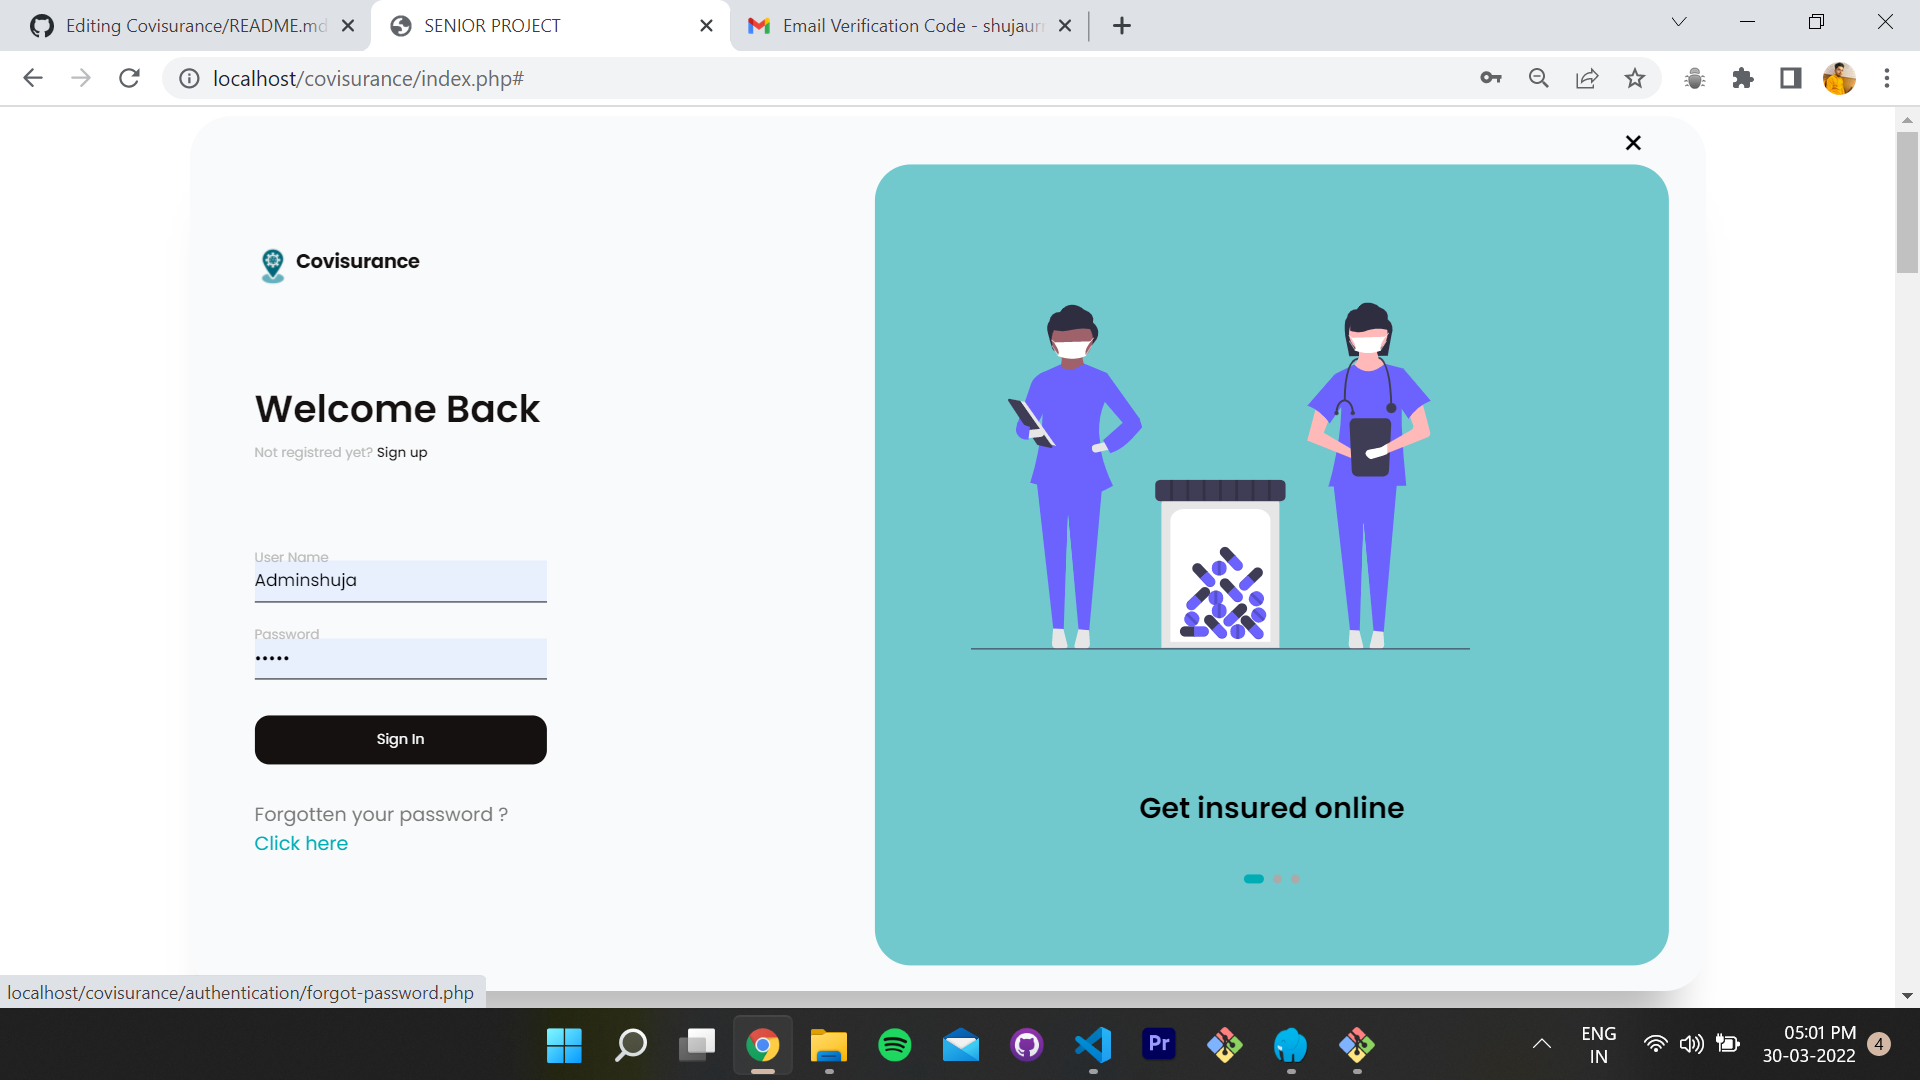 Editing Covisurance/README.md
SENIOR PROJECT
Email Verification Code - shujaur
localhost/covisurance/index.php#
Covisurance
Welcome Back
Not registred yet? Sign up
User Name
Adminshuja
Password
•••••
Sign In
Forgotten your password ?
Click here
Get insured online
localhost/covisurance/authentication/forgot-password.php
Pr
ENG
IN
05:01 PM
30-03-2022
4